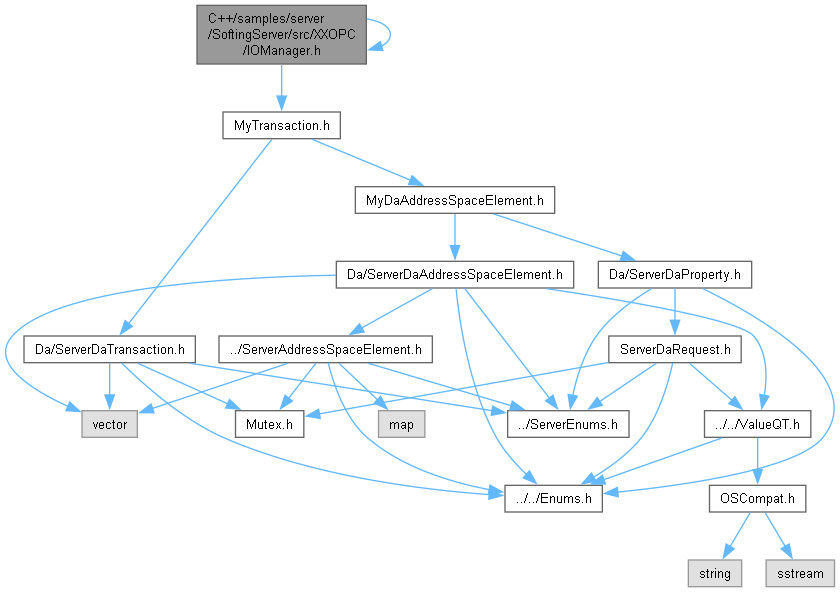 C++/samples/server
/SoftingServer/src/XXOPC
/IOManager.h
MyTransaction.h
MyDaAddressSpaceElement.h
Da/ServerDaAddressSpaceElement.h
Da/ServerDaProperty.h
Da/ServerDaTransaction.h
../ServerAddressSpaceElement.h
ServerDaRequest.h
vector
Mutex.h
map
../ServerEnums.h
../../ValueQT.h
../../Enums.h
OSCompat.h
string
sstream